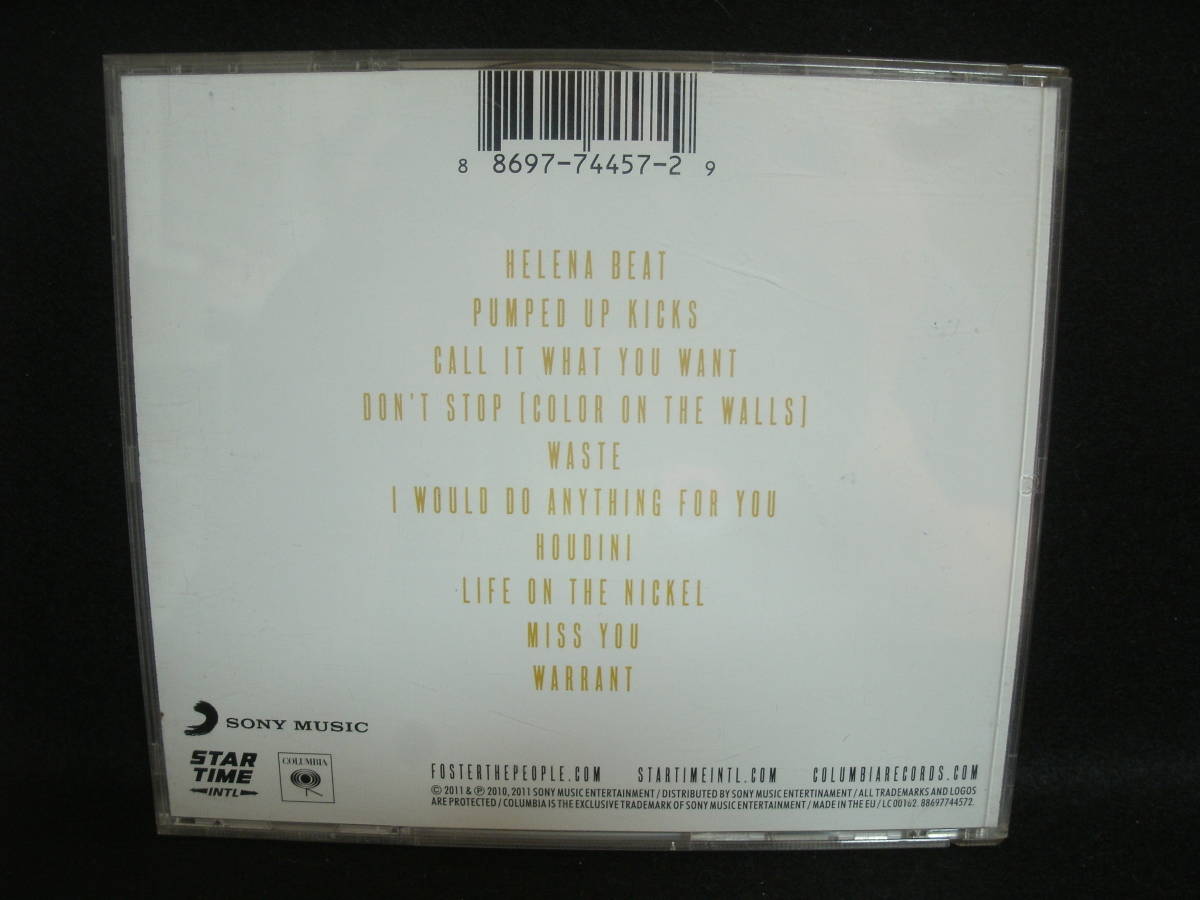 8 8697-74457-2 9
HELENA BEAT
PUMPED UP KICKS
CALL IT WHAT YOU WANT
DON'T STOP [COLOR ON THE WALLS]
WASTE
I WOULD DO ANYTHING FOR YOU
HOUDINI
LIFE ON THE NICKEL
MISS YOU
WARRANT
SONY MUSIC
STAR
TIME
INTL
COLUMBIA
FOSTERTHEPEOPLE.COM STARTIMEINTL.COM COLUMBIARECORDS.COM
© 2011 & ℗ 2010, 2011 SONY MUSIC ENTERTAINMENT / DISTRIBUTED BY SONY MUSIC ENTERTINAMENT / ALL TRADEMARKS AND LOGOS
ARE PROTECTED / COLUMBIA IS THE EXCLUSIVE TRADEMARK OF SONY MUSIC ENTERTAINMENT / MADE IN THE EU / LC 00162. 88697744572.